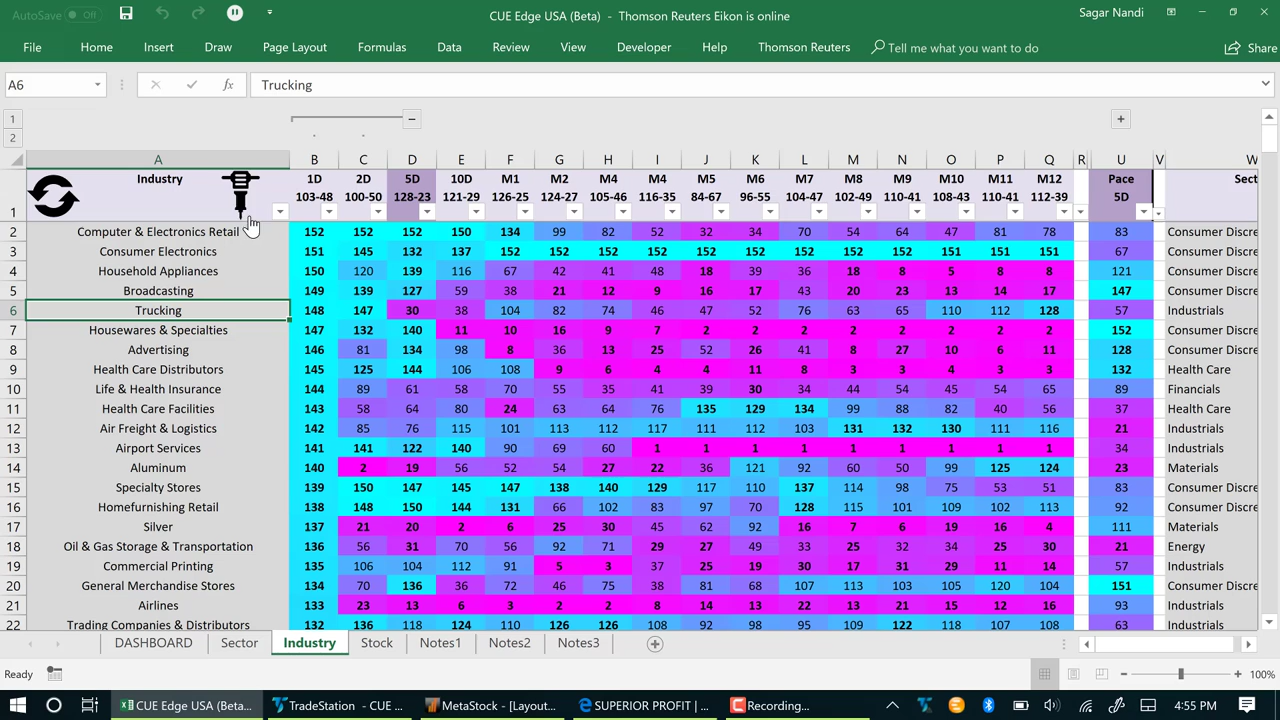 AutoSave Off
CUE Edge USA (Beta) - Thomson Reuters Eikon is online
Sagar Nandi
File Home Insert Draw Page Layout Formulas Data Review View Developer Help Thomson Reuters Tell me what you want to do Share
A6 fx Trucking
1
2
A B C D E F G H I J K L M N O P Q R U V W
Industry 1D 2D 5D 10D M1 M2 M4 M4 M5 M6 M7 M8 M9 M10 M11 M12 Pace Sect
1 103-48 100-50 128-23 121-29 126-25 124-27 105-46 116-35 84-67 96-55 104-47 102-49 110-41 108-43 110-41 112-39 5D
2 Computer & Electronics Retail 152 152 152 150 134 99 82 52 32 34 70 54 64 47 81 78 83 Consumer Discre
3 Consumer Electronics 151 145 132 137 152 152 152 152 152 152 152 152 152 151 151 151 67 Consumer Discre
4 Household Appliances 150 120 139 116 67 42 41 48 18 39 36 18 8 5 8 8 121 Consumer Discre
5 Broadcasting 149 139 127 59 38 21 12 9 16 17 43 20 23 13 14 17 147 Consumer Discre
6 Trucking 148 147 30 38 104 82 74 46 47 52 76 63 65 110 112 128 57 Industrials
7 Housewares & Specialties 147 132 140 11 10 16 9 7 2 2 2 2 2 2 2 2 152 Consumer Discre
8 Advertising 146 81 134 98 8 36 13 25 52 26 41 8 27 10 6 11 128 Consumer Discre
9 Health Care Distributors 145 125 144 106 108 9 6 4 4 11 8 3 3 4 3 3 132 Health Care
10 Life & Health Insurance 144 89 61 58 70 55 35 41 39 30 44 44 54 45 54 65 89 Financials
11 Health Care Facilities 143 58 64 80 24 63 64 76 135 129 134 99 88 82 40 56 37 Health Care
12 Air Freight & Logistics 142 85 76 115 101 113 112 117 111 112 103 131 132 130 111 116 21 Industrials
13 Airport Services 141 141 122 140 90 69 60 1 1 1 1 1 1 1 1 1 34 Industrials
14 Aluminum 140 2 19 56 52 54 27 22 36 121 92 60 50 99 125 124 23 Materials
15 Specialty Stores 139 150 147 145 147 138 140 129 117 110 137 114 98 75 53 51 83 Consumer Discre
16 Homefurnishing Retail 138 148 150 144 131 66 102 83 97 70 128 115 101 109 102 113 92 Consumer Discre
17 Silver 137 21 20 2 6 25 30 45 62 92 16 7 6 19 16 4 111 Materials
18 Oil & Gas Storage & Transportation 136 56 31 70 56 92 71 29 27 49 33 25 32 34 25 30 21 Energy
19 Commercial Printing 135 106 104 112 91 5 3 37 25 19 30 17 31 29 11 14 57 Industrials
20 General Merchandise Stores 134 70 136 36 72 46 75 38 81 68 107 113 103 105 120 104 151 Consumer Discre
21 Airlines 133 23 13 6 3 2 2 8 14 13 22 13 21 15 12 16 93 Industrials
22 Trading Companies & Distributors 132 136 118 124 110 126 126 108 92 98 95 118 122 119 108 90 63 Industrials
DASHBOARD Sector Industry Stock Notes1 Notes2 Notes3
Ready 100%
CUE Edge USA (Beta... TradeStation - CUE ... MetaStock - [Layout... SUPERIOR PROFIT | ... Recording... 4:55 PM